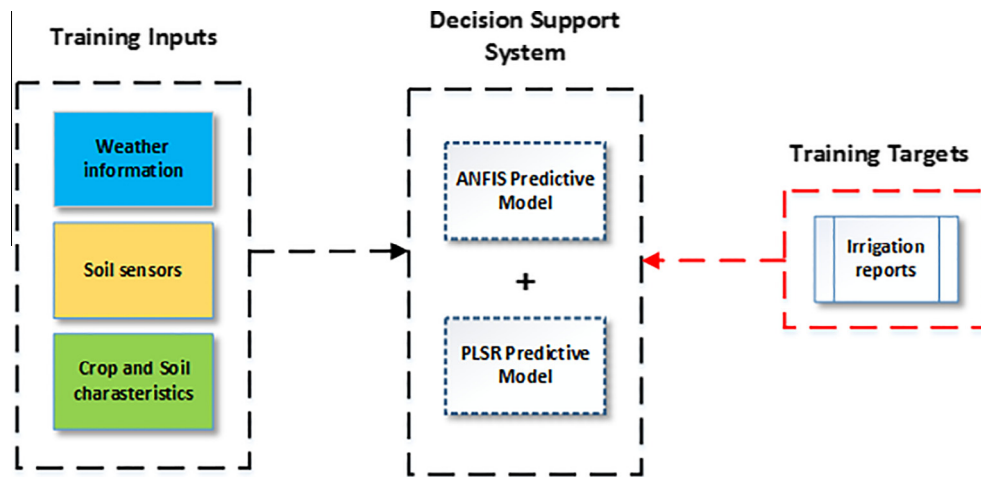 Training Inputs
Weather
information
Soil sensors
Crop and Soil
charasteristics
Decision Support
System
ANFIS Predictive
Model
+
PLSR Predictive
Model
Training Targets
Irrigation
reports